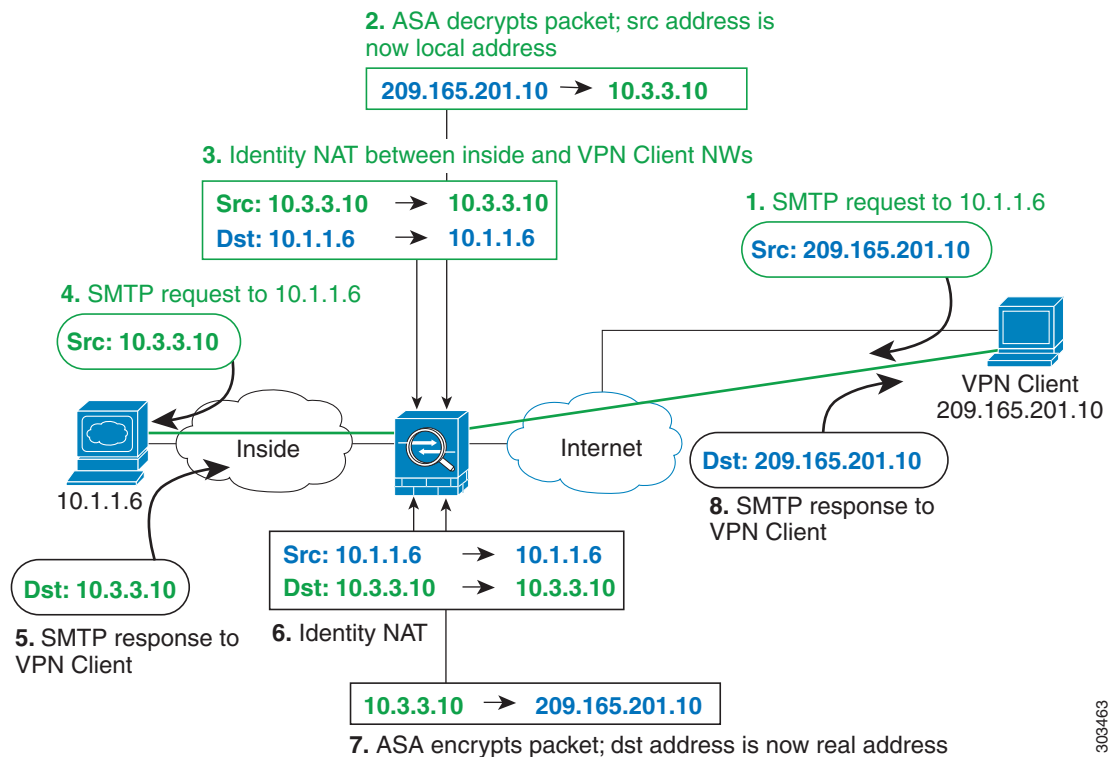 2. ASA decrypts packet; src address is
now local address
209.165.201.10 → 10.3.3.10
3. Identity NAT between inside and VPN Client NWs
Src: 10.3.3.10 → 10.3.3.10
Dst: 10.1.1.6 → 10.1.1.6
1. SMTP request to 10.1.1.6
Src: 209.165.201.10
4. SMTP request to 10.1.1.6
Src: 10.3.3.10
VPN Client
209.165.201.10
Inside
Internet
10.1.1.6
Dst: 209.165.201.10
8. SMTP response to
VPN Client
Src: 10.1.1.6 → 10.1.1.6
Dst: 10.3.3.10 → 10.3.3.10
6. Identity NAT
Dst: 10.3.3.10
5. SMTP response to
VPN Client
10.3.3.10 → 209.165.201.10
7. ASA encrypts packet; dst address is now real address
303463